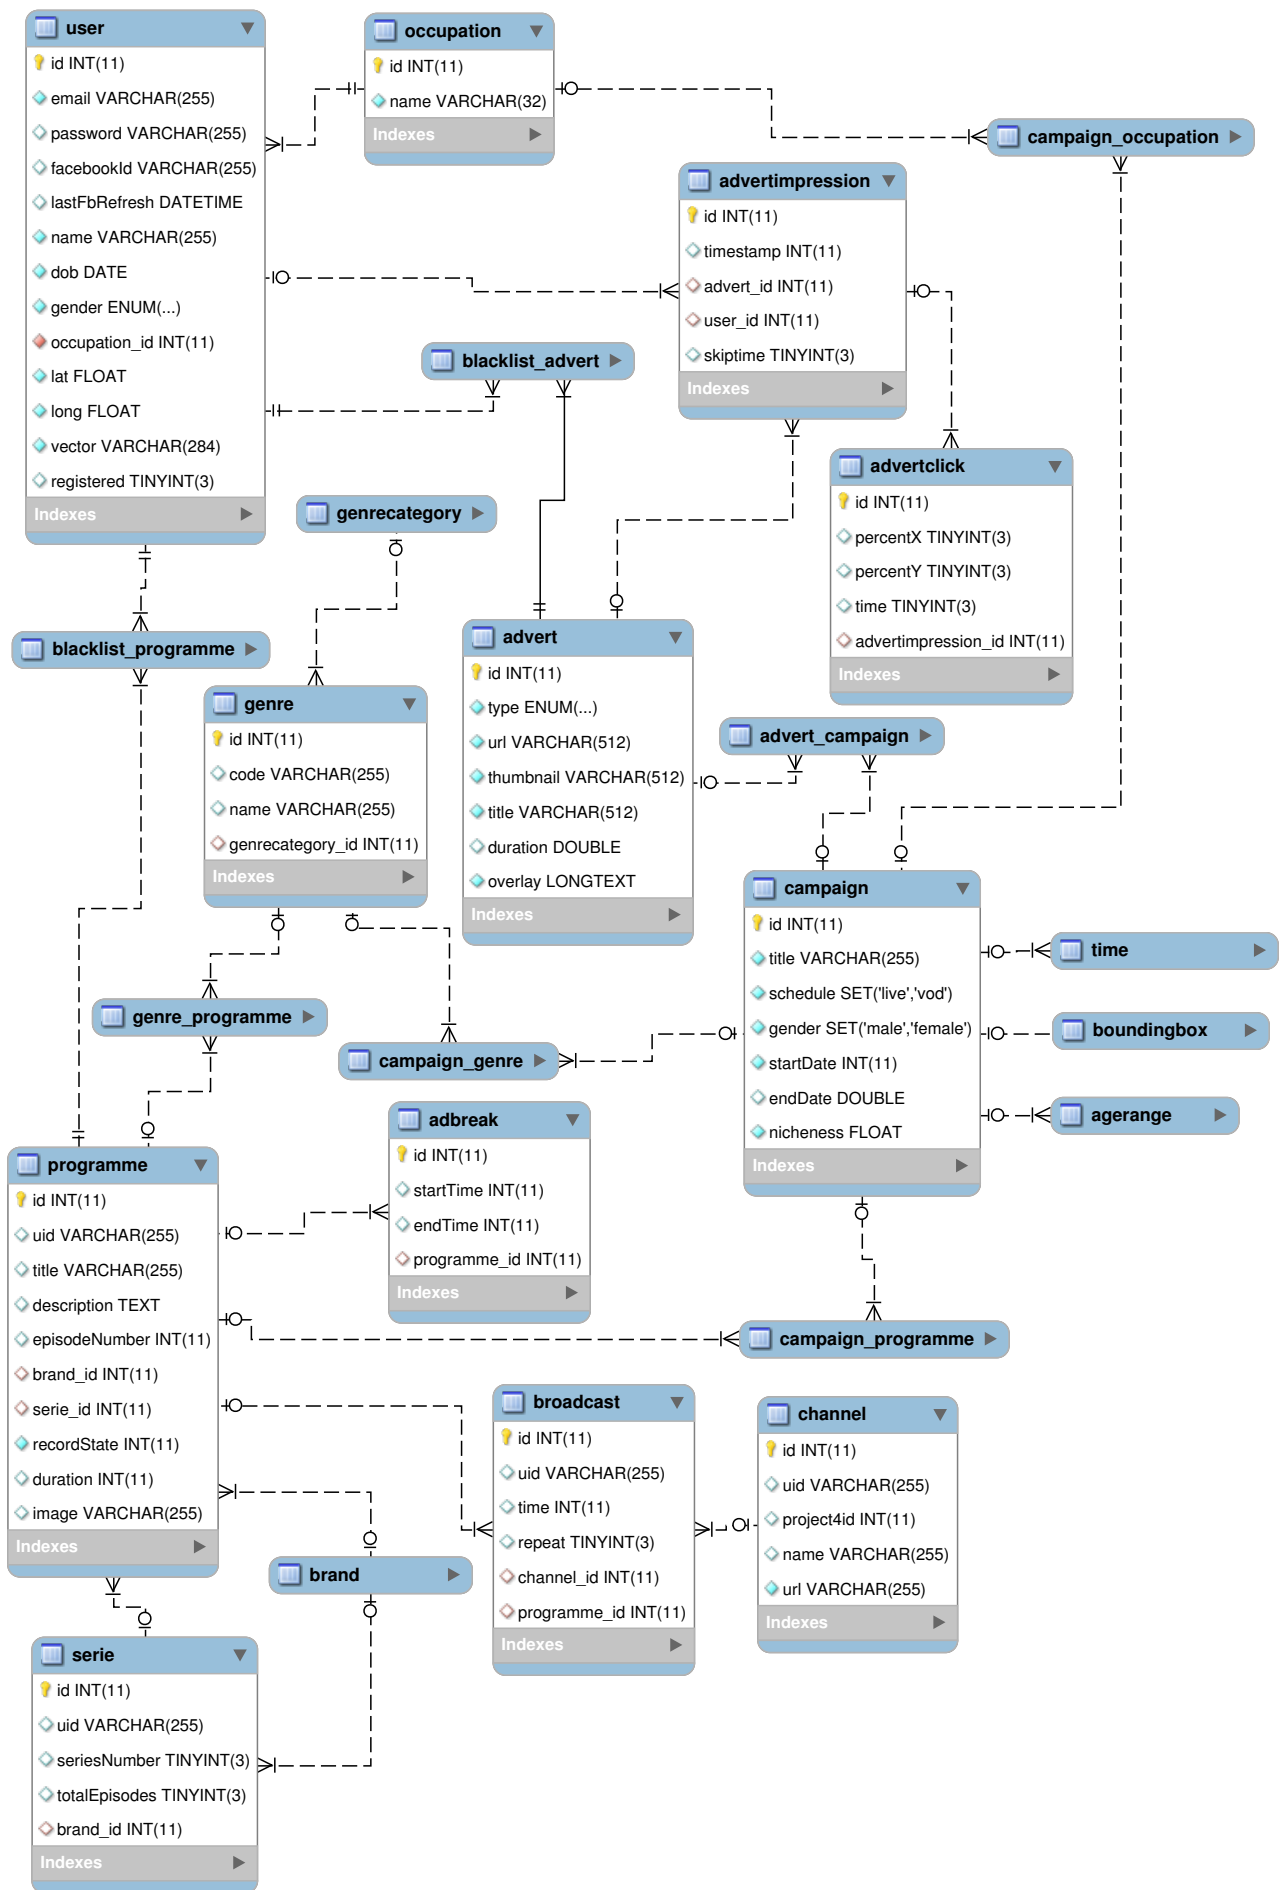 user
id INT(11)
email VARCHAR(255)
password VARCHAR(255)
facebookId VARCHAR(255)
lastFbRefresh DATETIME
name VARCHAR(255)
dob DATE
gender ENUM(...)
occupation_id INT(11)
lat FLOAT
long FLOAT
vector VARCHAR(284)
registered TINYINT(3)
Indexes
occupation
id INT(11)
name VARCHAR(32)
Indexes
campaign_occupation
advertimpression
id INT(11)
timestamp INT(11)
advert_id INT(11)
user_id INT(11)
skiptime TINYINT(3)
Indexes
blacklist_advert
advertclick
id INT(11)
percentX TINYINT(3)
percentY TINYINT(3)
time TINYINT(3)
advertimpression_id INT(11)
Indexes
genrecategory
blacklist_programme
advert
id INT(11)
type ENUM(...)
url VARCHAR(512)
thumbnail VARCHAR(512)
title VARCHAR(512)
duration DOUBLE
overlay LONGTEXT
Indexes
genre
id INT(11)
code VARCHAR(255)
name VARCHAR(255)
genrecategory_id INT(11)
Indexes
advert_campaign
campaign
id INT(11)
title VARCHAR(255)
schedule SET('live','vod')
gender SET('male','female')
startDate INT(11)
endDate DOUBLE
nicheness FLOAT
Indexes
time
boundingbox
agerange
genre_programme
campaign_genre
adbreak
id INT(11)
startTime INT(11)
endTime INT(11)
programme_id INT(11)
Indexes
programme
id INT(11)
uid VARCHAR(255)
title VARCHAR(255)
description TEXT
episodeNumber INT(11)
brand_id INT(11)
serie_id INT(11)
recordState INT(11)
duration INT(11)
image VARCHAR(255)
Indexes
campaign_programme
broadcast
id INT(11)
uid VARCHAR(255)
time INT(11)
repeat TINYINT(3)
channel_id INT(11)
programme_id INT(11)
Indexes
channel
id INT(11)
uid VARCHAR(255)
project4id INT(11)
name VARCHAR(255)
url VARCHAR(255)
Indexes
brand
serie
id INT(11)
uid VARCHAR(255)
seriesNumber TINYINT(3)
totalEpisodes TINYINT(3)
brand_id INT(11)
Indexes